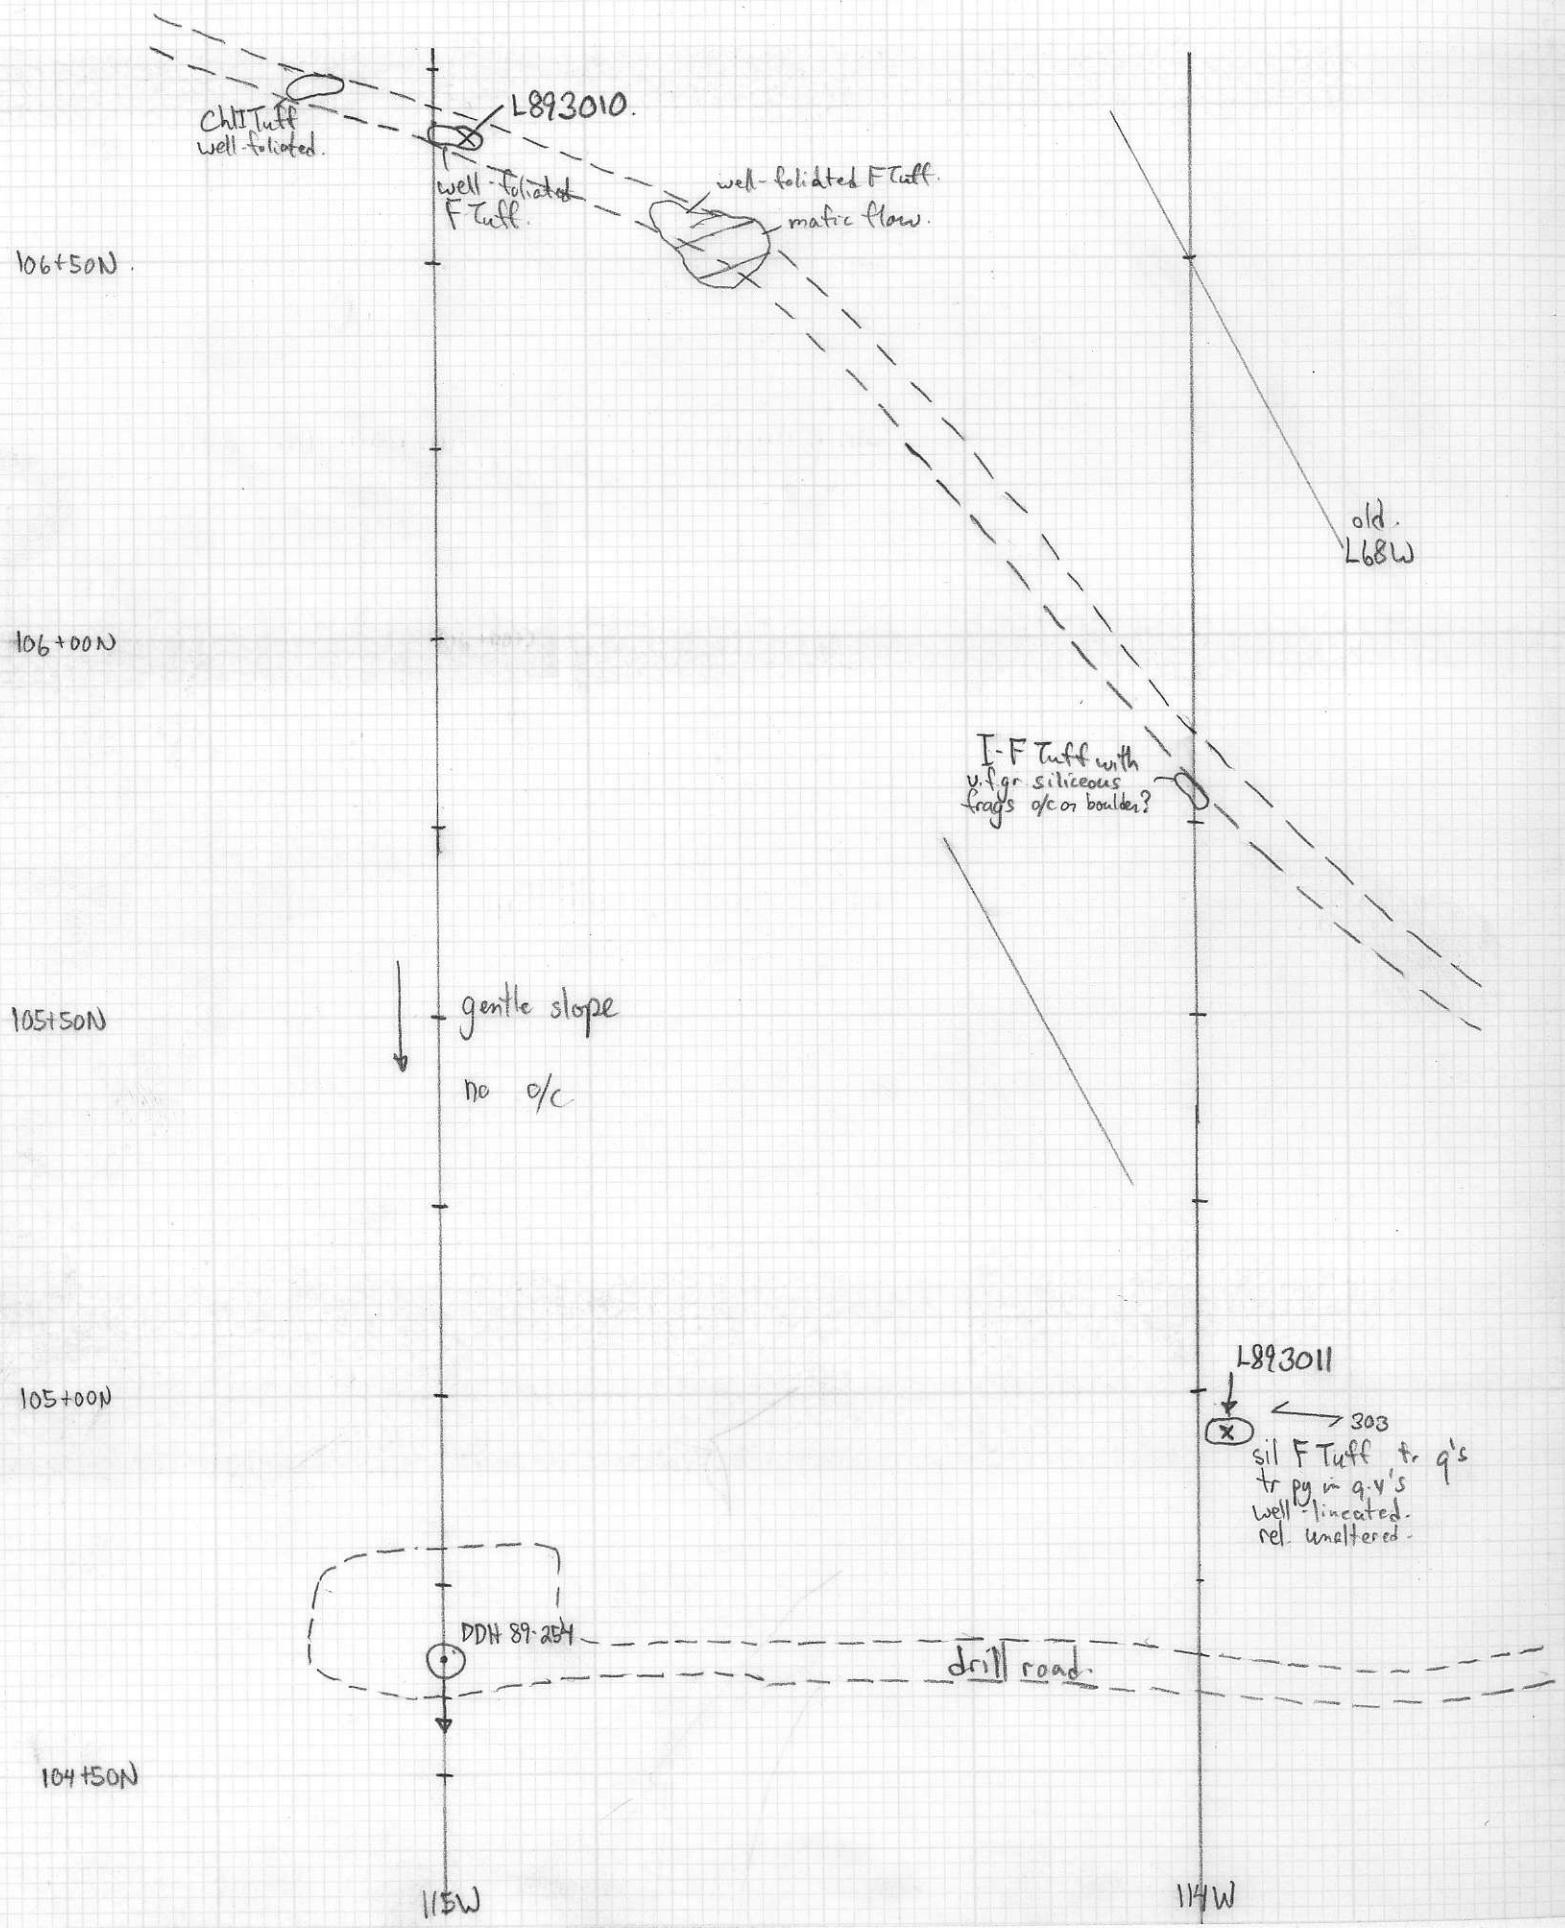 L893010.
Chl I Tuff
well-foliated.
well-foliated
F Tuff.
well-foliated F Tuff.
mafic flow.
106+50N.
old.
L68W
106+00N
I-F Tuff with
v.f.gr siliceous
frags o/c or boulder?
105+50N
gentle slope
no o/c
L893011
105+00N
303
sil F Tuff tr q's
tr py in q.v's
well-lineated.
rel. unaltered.
DDH 89-254
drill road.
104+50N
115W
114W